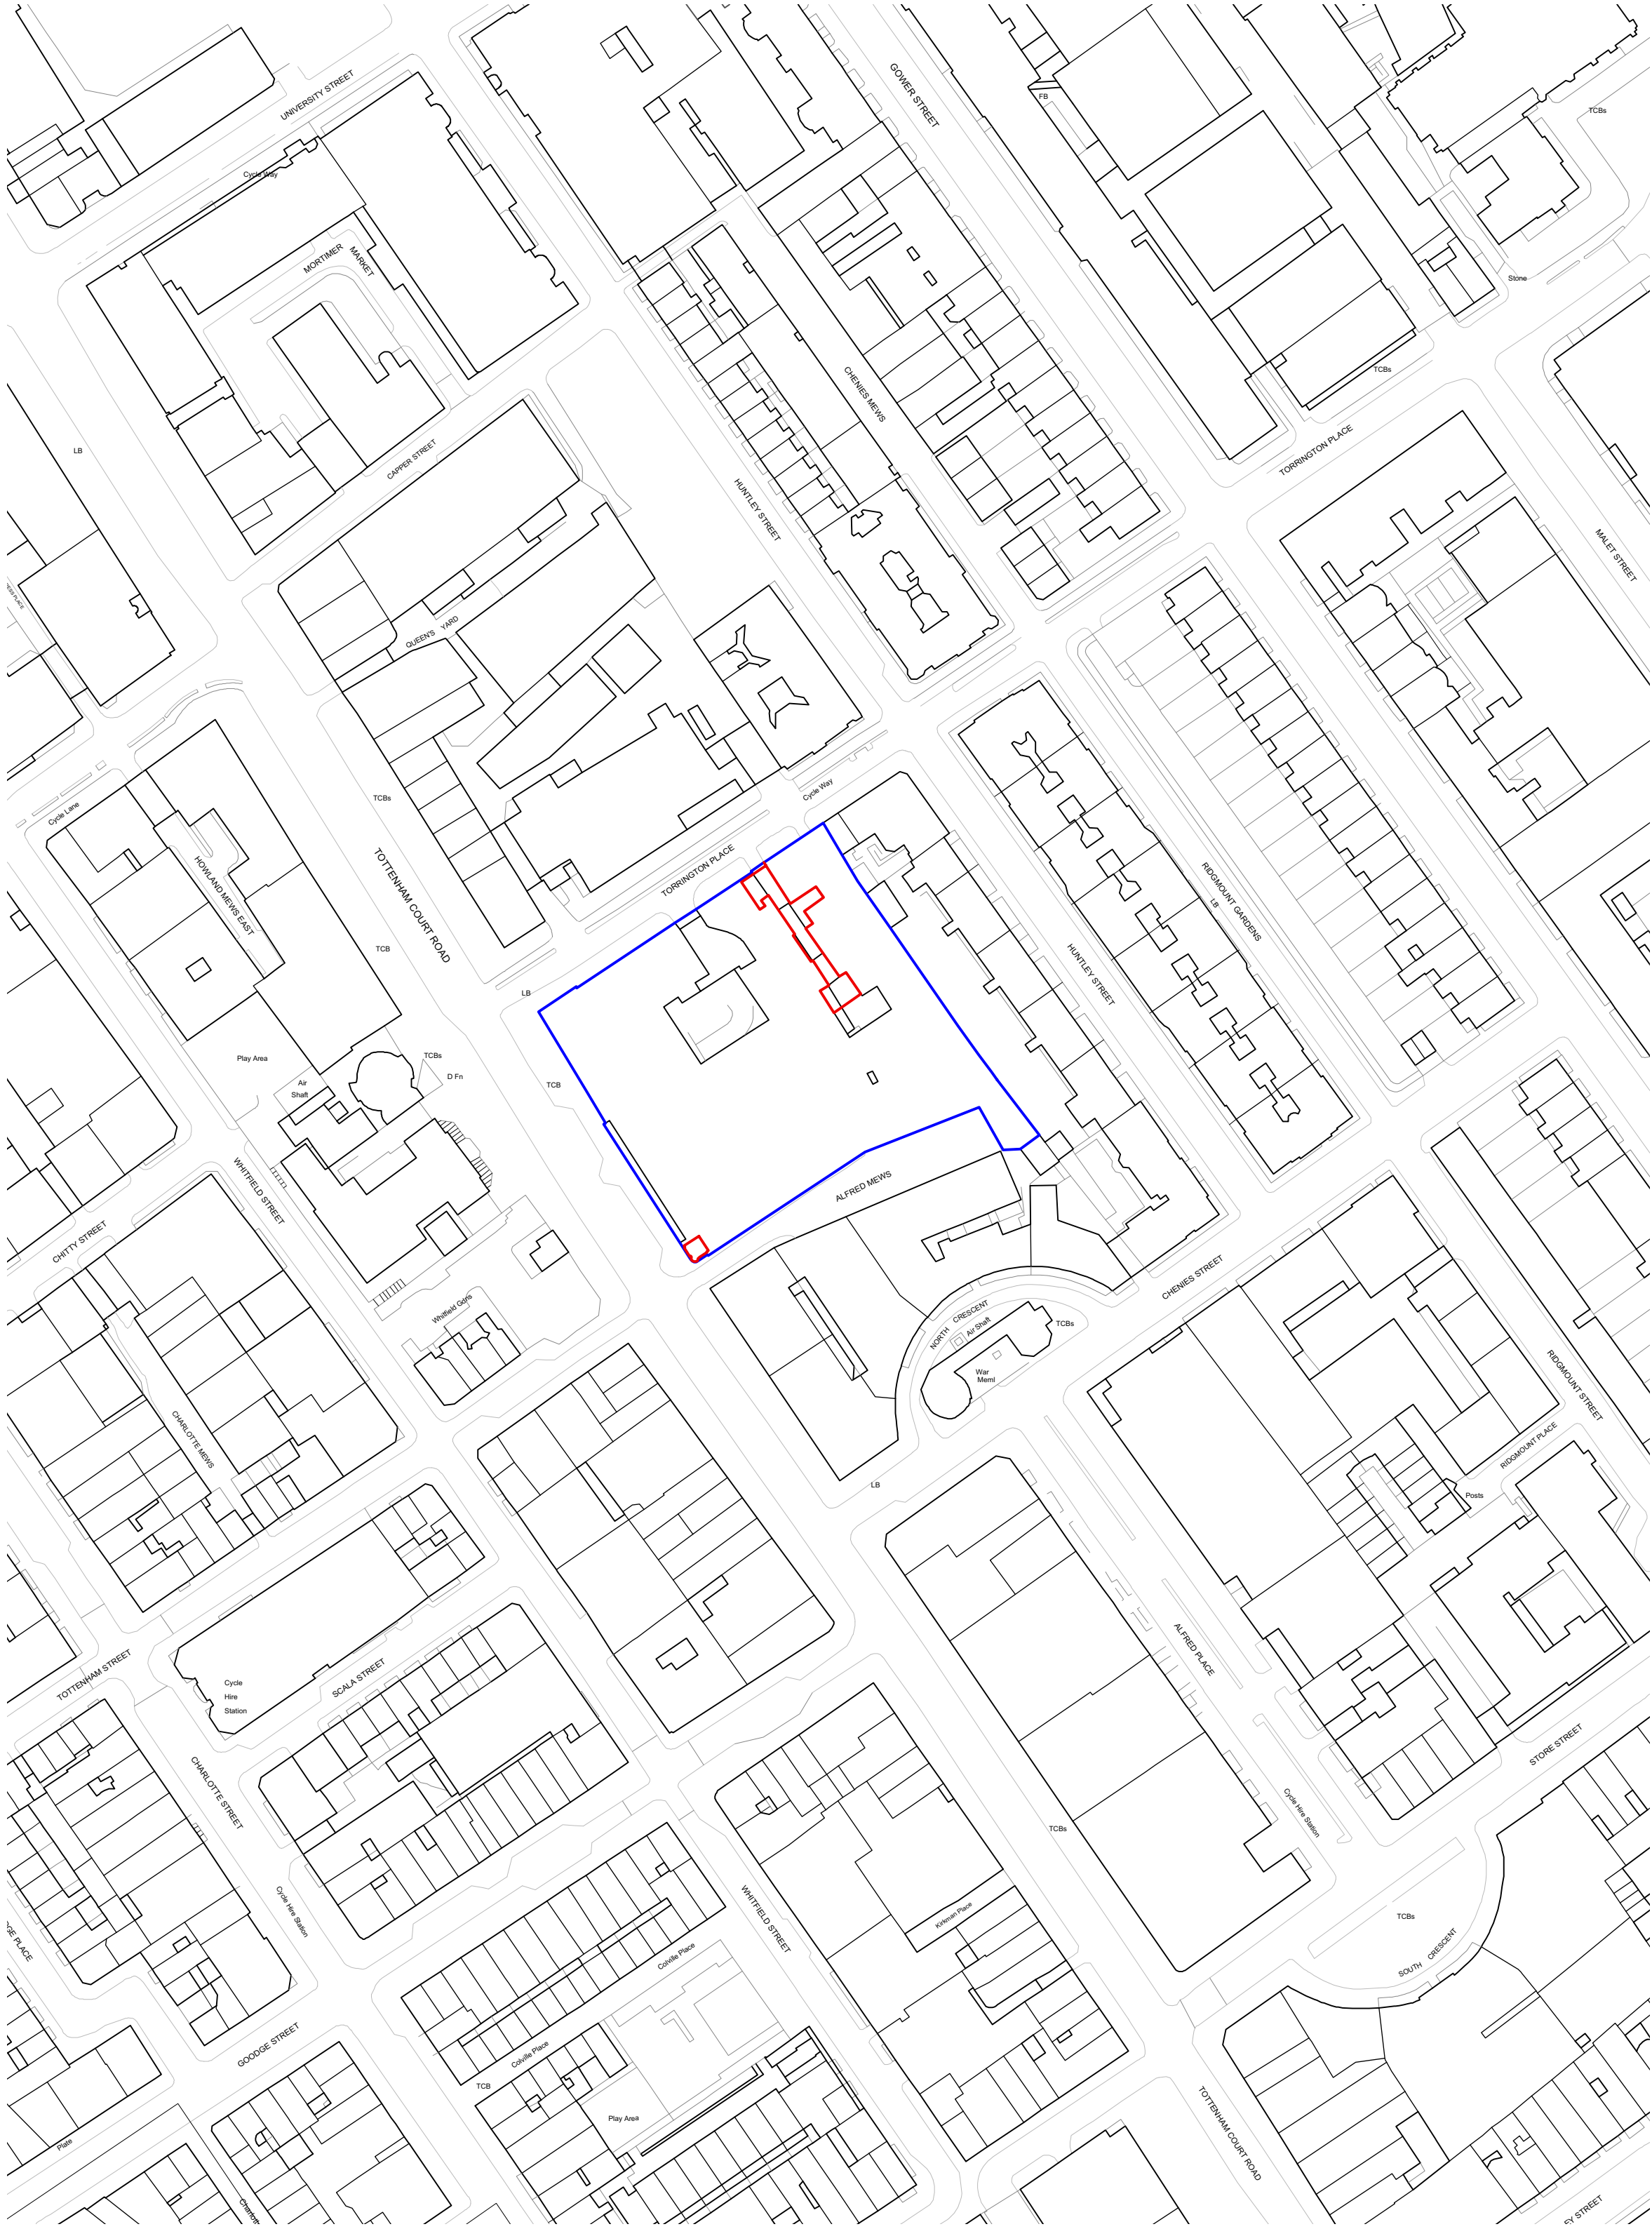 UNIVERSITY STREET
GOWER STREET
FB
TCBs
Cycle Way
MORTIMER
MARKET
Stone
CHENIES MEWS
TCBs
LB
CAPPER STREET
TORRINGTON PLACE
HUNTLEY STREET
MALET STREET
QUEEN'S YARD
Cycle Way
TCBs
Cycle Lane
TORRINGTON PLACE
HOWLAND MEWS EAST
TOTTENHAM COURT ROAD
RIDGMOUNT GARDENS
LB
TCB
HUNTLEY STREET
LB
Play Area
TCBs
D Fn
Air
Shaft
TCB
WHITFIELD STREET
ALFRED MEWS
CHITTY STREET
CHENIES STREET
Whitfield Gdns
NORTH CRESCENT
Air Shaft
TCBs
War
Meml
RIDGMOUNT STREET
CHARLOTTE MEWS
RIDGMOUNT PLACE
LB
Posts
ALFRED PLACE
TOTTENHAM STREET
SCALA STREET
Cycle
Hire
Station
STORE STREET
CHARLOTTE STREET
Cycle Hire Station
TCBs
WHITFIELD STREET
Cycle Hire Station
Kirkman Place
TCBs
SOUTH CRESCENT
Colville Place
GOODGE STREET
Colville Place
TCB
Play Area
TOTTENHAM COURT ROAD
Plate